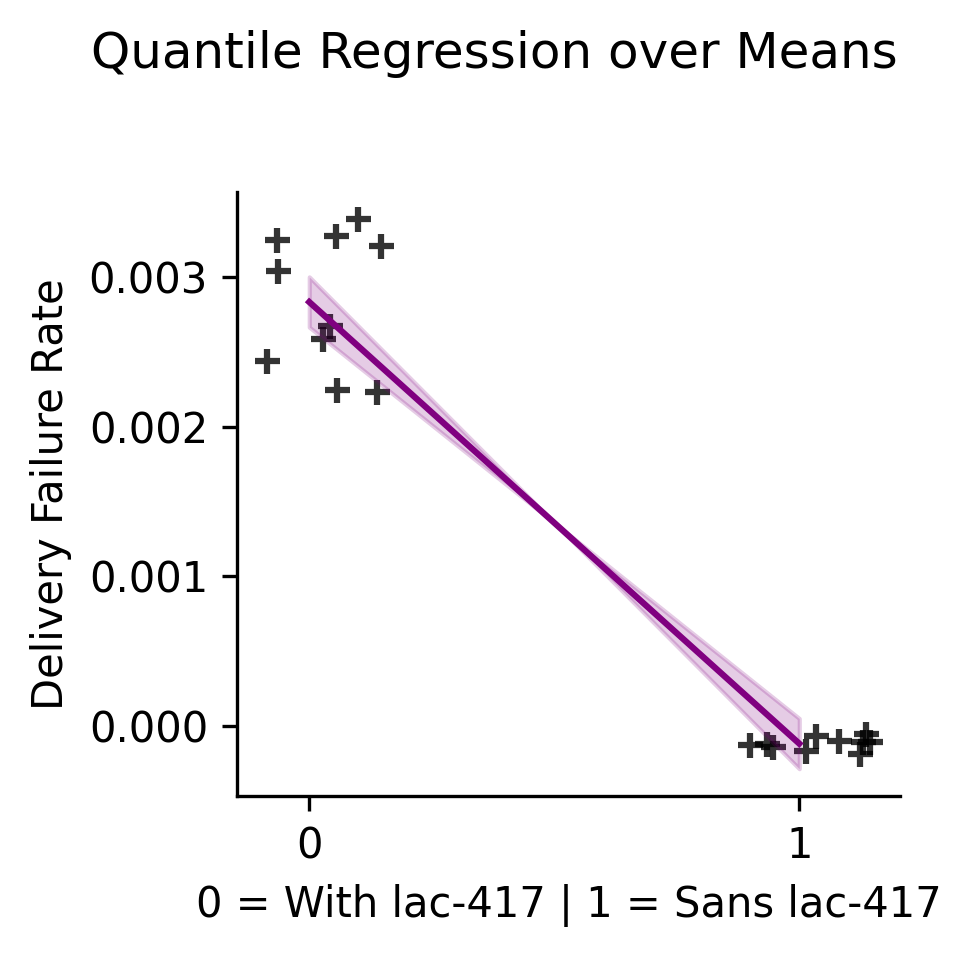 Quantile Regression over Means
Delivery Failure Rate
0.003
0.002
0.001
0.000
0
1
0 = With lac-417 | 1 = Sans lac-417